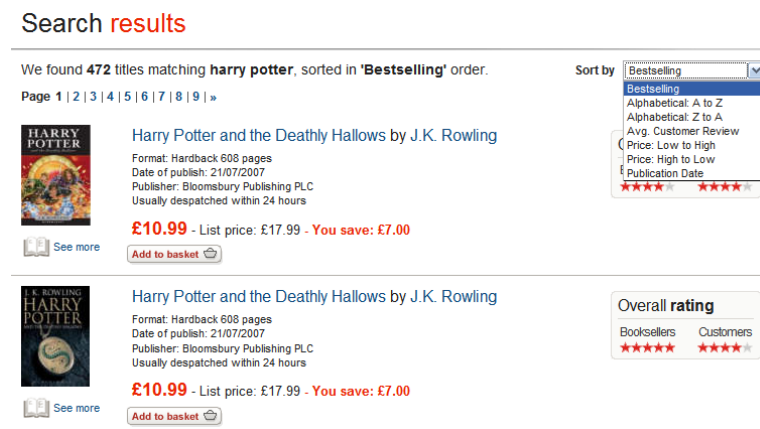 Search results
We found 472 titles matching harry potter, sorted in 'Bestselling' order.
Sort by Bestselling
Bestselling
Alphabetical: A to Z
Alphabetical: Z to A
Avg. Customer Review
Price: Low to High
Price: High to Low
Publication Date
Page 1 | 2 | 3 | 4 | 5 | 6 | 7 | 8 | 9 | »
HARRY
POTTER
Harry Potter and the Deathly Hallows by J.K. Rowling
Format: Hardback 608 pages
Date of publish: 21/07/2007
Publisher: Bloomsbury Publishing PLC
Usually despatched within 24 hours
£10.99 - List price: £17.99 - You save: £7.00
See more
Add to basket
J. K. ROWLING
HARRY
POTTER
Harry Potter and the Deathly Hallows by J.K. Rowling
Format: Hardback 608 pages
Date of publish: 21/07/2007
Publisher: Bloomsbury Publishing PLC
Usually despatched within 24 hours
£10.99 - List price: £17.99 - You save: £7.00
See more
Add to basket
Overall rating
Booksellers Customers